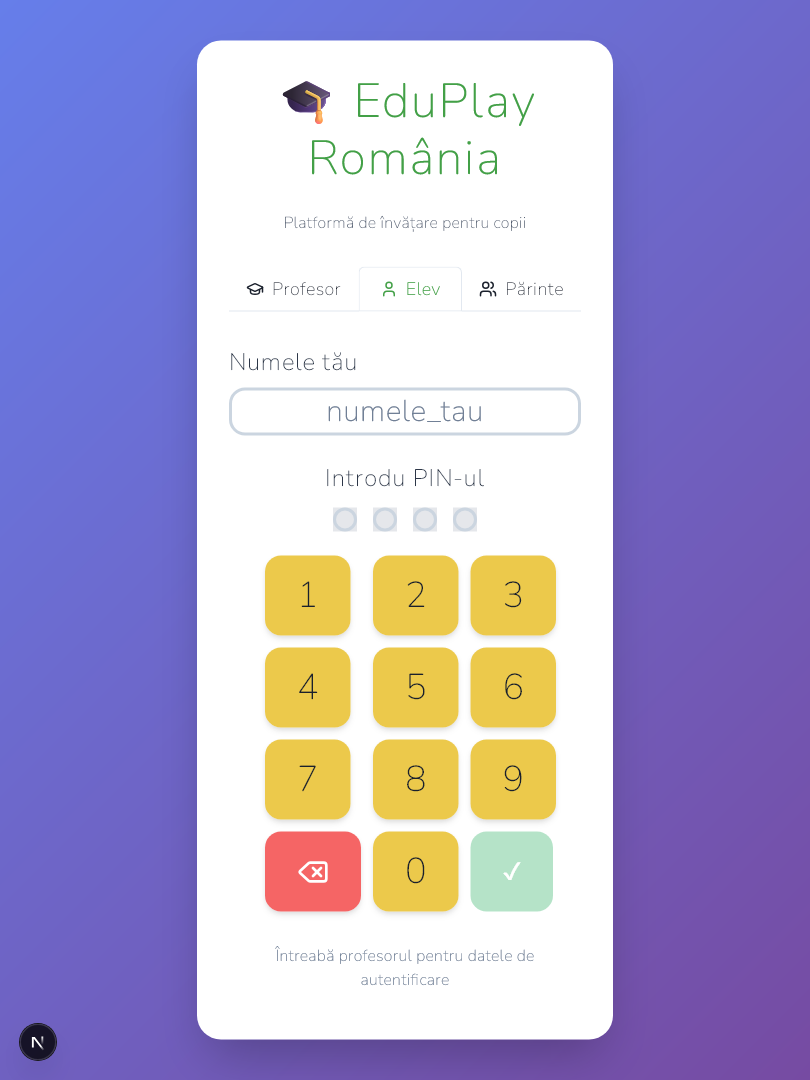 EduPlay
România
Platformă de învățare pentru copii
Profesor Elev Părinte
Numele tău
numele_tau
Introdu PIN-ul
1 2 3
4 5 6
7 8 9
0 ✓
Întreabă profesorul pentru datele de
autentificare
N